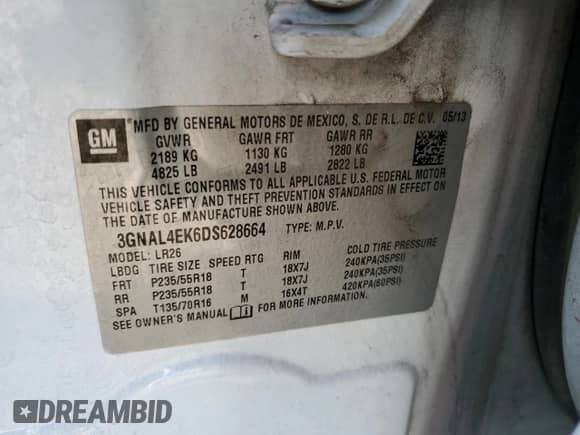 GM
MFD BY GENERAL MOTORS DE MEXICO, S. DE R.L. DE C.V. 05/13
GVWR GAWR FRT GAWR RR
2189 KG 1130 KG 1280 KG
4825 LB 2491 LB 2822 LB
THIS VEHICLE CONFORMS TO ALL APPLICABLE U.S. FEDERAL MOTOR
VEHICLE SAFETY AND THEFT PREVENTION STANDARDS IN EFFECT ON
THE DATE OF MANUFACTURE SHOWN ABOVE.
3GNAL4EK6DS628664 TYPE: M.P.V.
MODEL: LR26
LBDG TIRE SIZE SPEED RTG RIM COLD TIRE PRESSURE
FRT P235/55R18 T 18X7J 240KPA(35PSI)
RR P235/55R18 T 18X7J 240KPA(35PSI)
SPA T135/70R16 M 16X4T 420KPA(60PSI)
SEE OWNER'S MANUAL FOR MORE INFORMATION.
DREAMBID